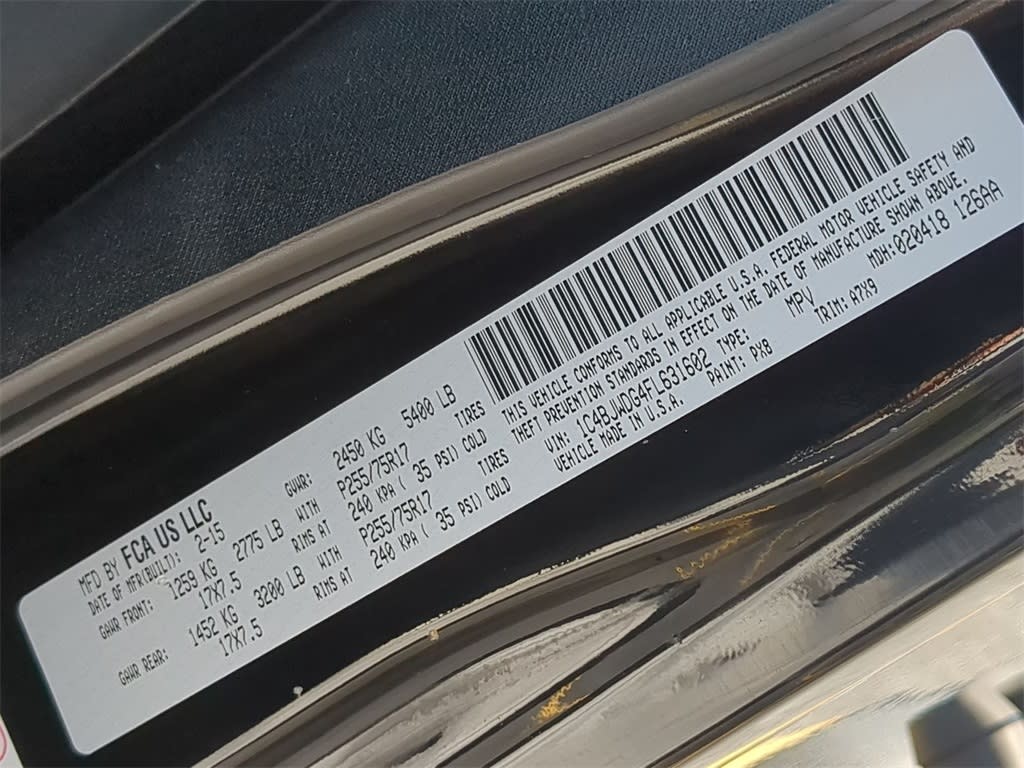 MFD BY FCA US LLC
DATE OF MFR(BUILT): 2-15 GVWR: 2450 KG 5400 LB
GAWR FRONT: 1259 KG 2775 LB WITH P255/75R17 TIRES
17X7.5 RIMS AT 240 KPA ( 35 PSI) COLD
GAWR REAR: 1452 KG 3200 LB WITH P255/75R17 TIRES
17X7.5 RIMS AT 240 KPA ( 35 PSI) COLD
THIS VEHICLE CONFORMS TO ALL APPLICABLE U.S.A. FEDERAL MOTOR VEHICLE SAFETY AND
THEFT PREVENTION STANDARDS IN EFFECT ON THE DATE OF MANUFACTURE SHOWN ABOVE.
VIN: 1C4BJWDG4FL631602 TYPE: MPV MDH:020418 126AA
VEHICLE MADE IN U.S.A. PAINT: PX8 TRIM: A7X9